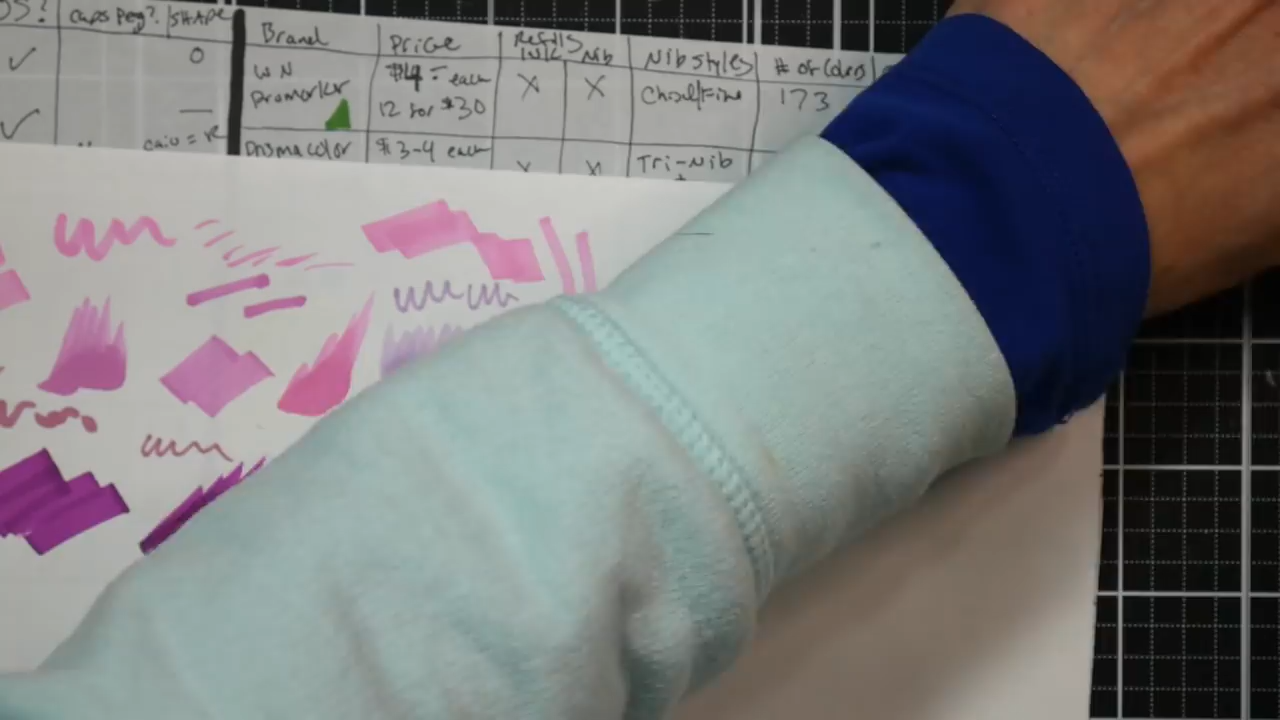 caps peg? SHAPE
Brand Price Refills INK Nib Nib styles # of Colors
✓ O WN Promarker $4- each 12 for $30 X X Chisel/Fine 173
✓ —
Prismacolor $3-4 each X X Tri-Nib